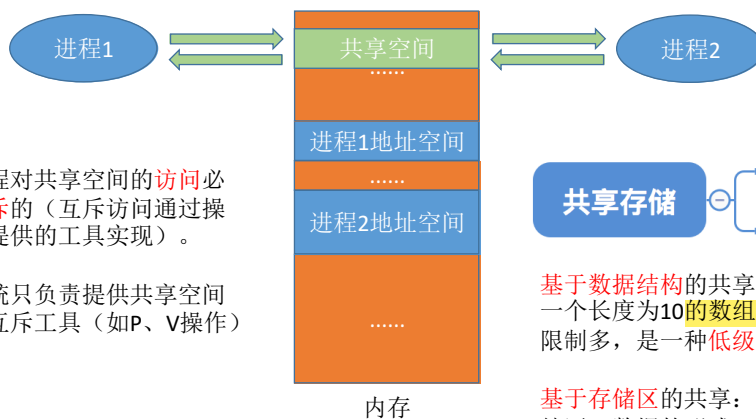 进程1
共享空间
进程2
......
进程1地址空间
......
进程2地址空间
......
内存
程对共享空间的访问必
斥的（互斥访问通过操
提供的工具实现）。
统只负责提供共享空间
互斥工具（如P、V操作）
共享存储
基于数据结构的共享
一个长度为10的数组
限制多，是一种低级
基于存储区的共享：